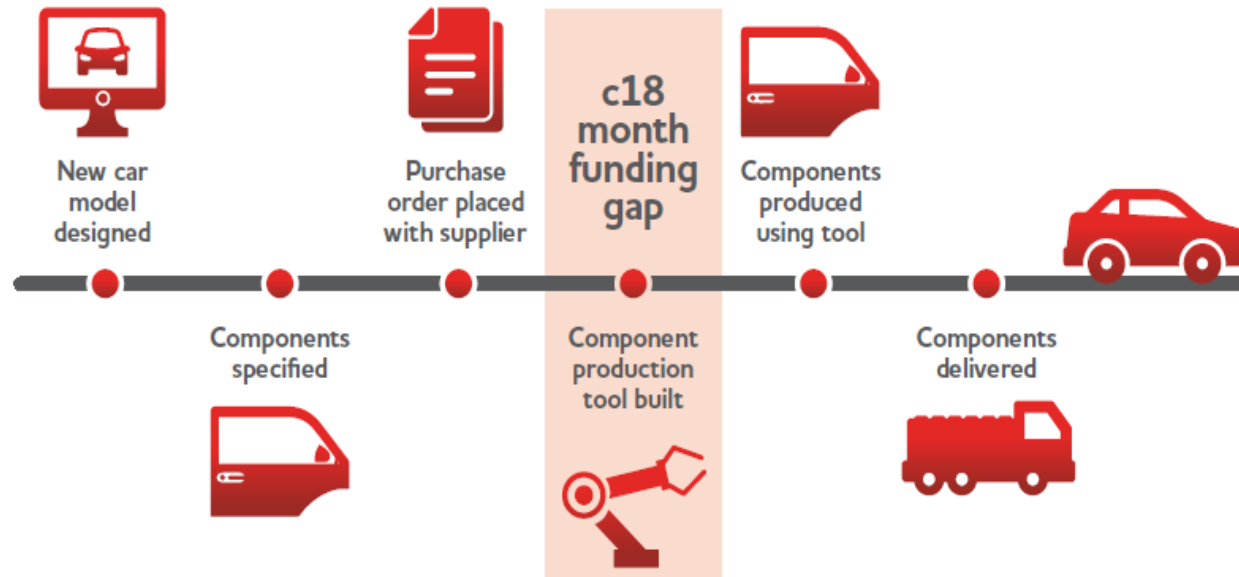 New car
model
designed
Components
specified
Purchase
order placed
with supplier
c18
month
funding
gap
Component
production
tool built
Components
produced
using tool
Components
delivered